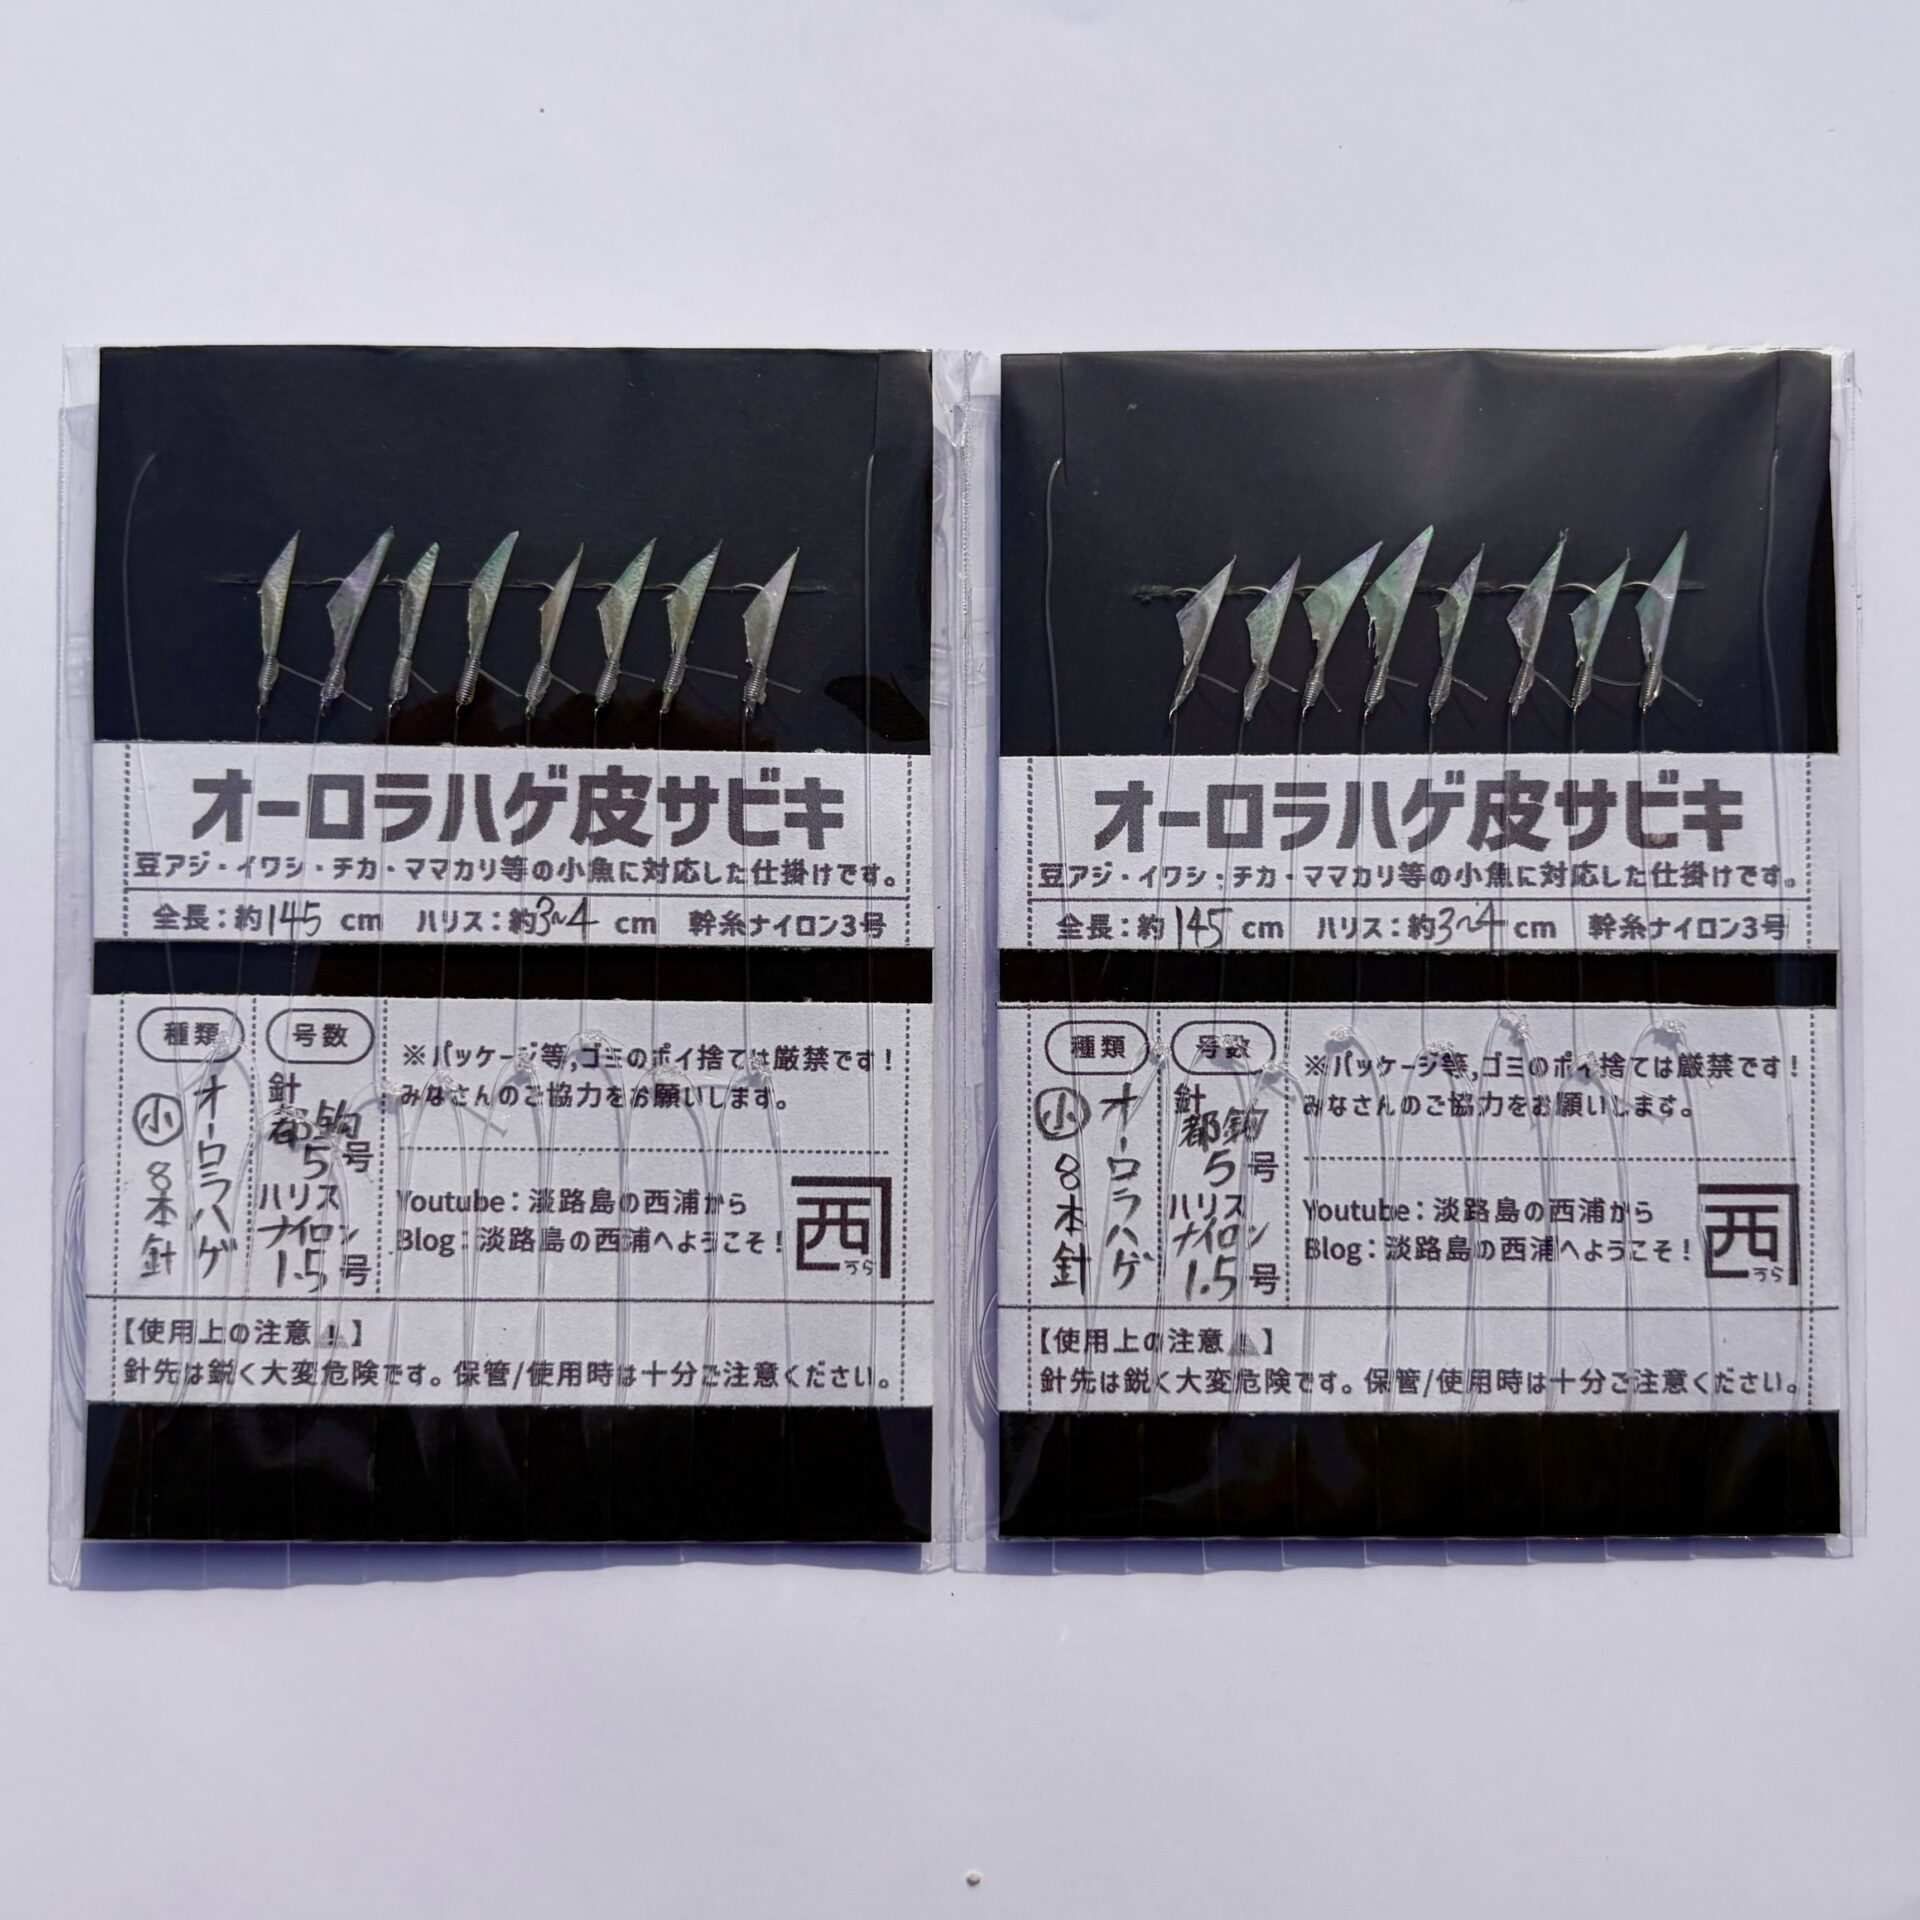 オーロラハゲ皮サビキ
豆アジ・イワシ・チカ・ママカリ等の小魚に対応した仕掛けです。
全長：約145 cm　ハリス：約3~4 cm　幹糸ナイロン3号
種類
小
8本針
オーロラハゲ
号数
針
都鈎
5号
ハリス
ナイロン
1.5号
※パッケージ等,ゴミのポイ捨ては厳禁です！
みなさんのご協力をお願いします。
Youtube：淡路島の西浦から
Blog：淡路島の西浦へようこそ！
西
うら
【使用上の注意⚠】
針先は鋭く大変危険です。保管/使用時は十分ご注意ください。
オーロラハゲ皮サビキ
豆アジ・イワシ・チカ・ママカリ等の小魚に対応した仕掛けです。
全長：約145 cm　ハリス：約3~4 cm　幹糸ナイロン3号
種類
小
8本針
オーロラハゲ
号数
針
都鈎
5号
ハリス
ナイロン
1.5号
※パッケージ等,ゴミのポイ捨ては厳禁です！
みなさんのご協力をお願いします。
Youtube：淡路島の西浦から
Blog：淡路島の西浦へようこそ！
西
うら
【使用上の注意⚠】
針先は鋭く大変危険です。保管/使用時は十分ご注意ください。